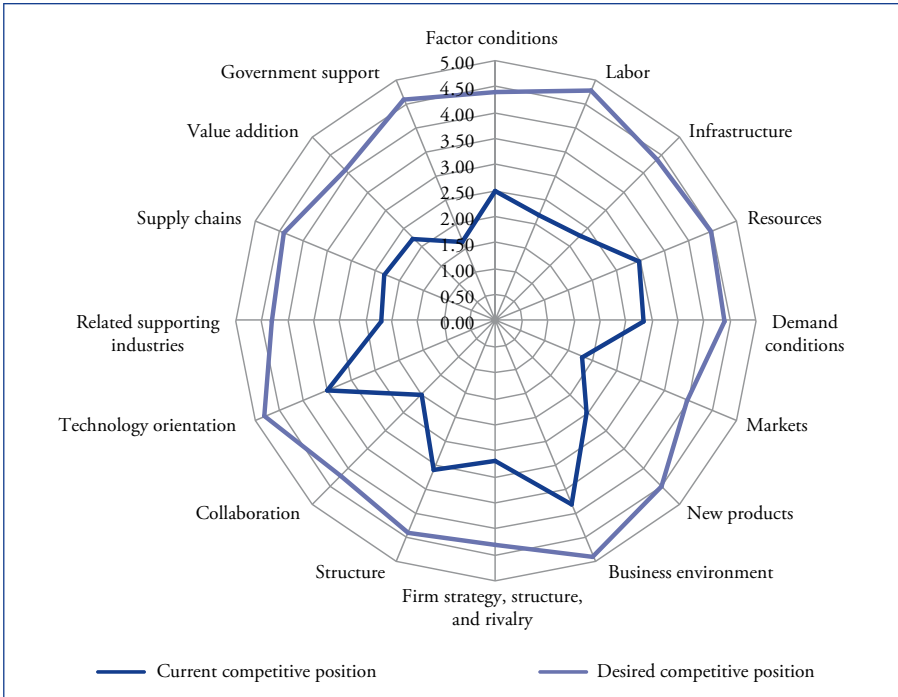 Factor conditions
5.00
Government support
Labor
4.50
4.00
Value addition
Infrastructure
3.50
3.00
2.50
Supply chains
Resources
2.00
1.50
1.00
0.50
0.00
Related supporting
industries
Demand
conditions
Technology orientation
Markets
Collaboration
New products
Structure
Business environment
Firm strategy, structure,
and rivalry
Current competitive position
Desired competitive position